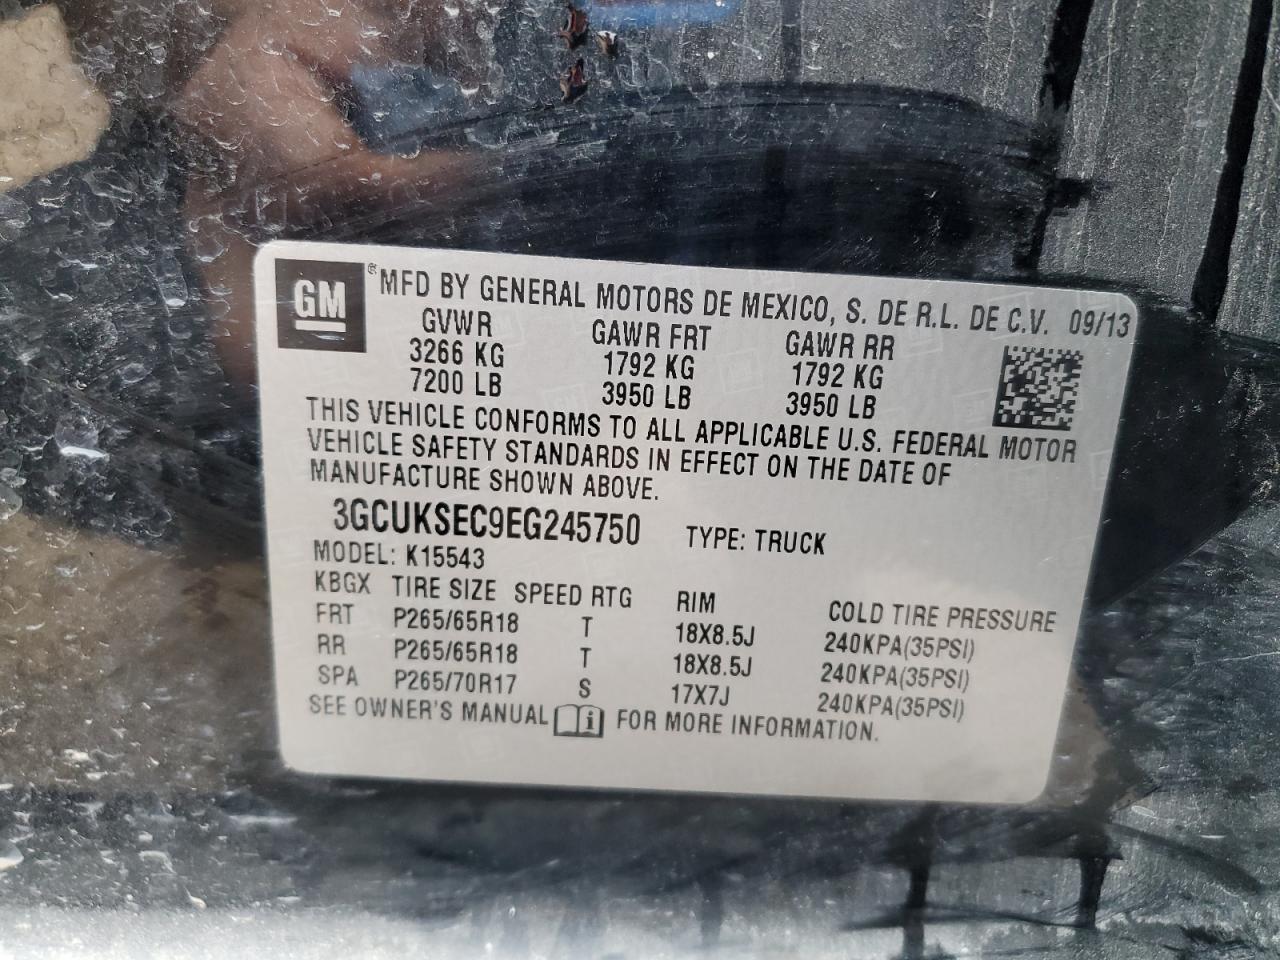 GM ® MFD BY GENERAL MOTORS DE MEXICO, S. DE R.L. DE C.V. 09/13
GVWR GAWR FRT GAWR RR
3266 KG 1792 KG 1792 KG
7200 LB 3950 LB 3950 LB
THIS VEHICLE CONFORMS TO ALL APPLICABLE U.S. FEDERAL MOTOR
VEHICLE SAFETY STANDARDS IN EFFECT ON THE DATE OF
MANUFACTURE SHOWN ABOVE.
3GCUKSEC9EG245750 TYPE: TRUCK
MODEL: K15543
KBGX TIRE SIZE SPEED RTG RIM COLD TIRE PRESSURE
FRT P265/65R18 T 18X8.5J 240KPA(35PSI)
RR P265/65R18 T 18X8.5J 240KPA(35PSI)
SPA P265/70R17 S 17X7J 240KPA(35PSI)
SEE OWNER'S MANUAL i FOR MORE INFORMATION.